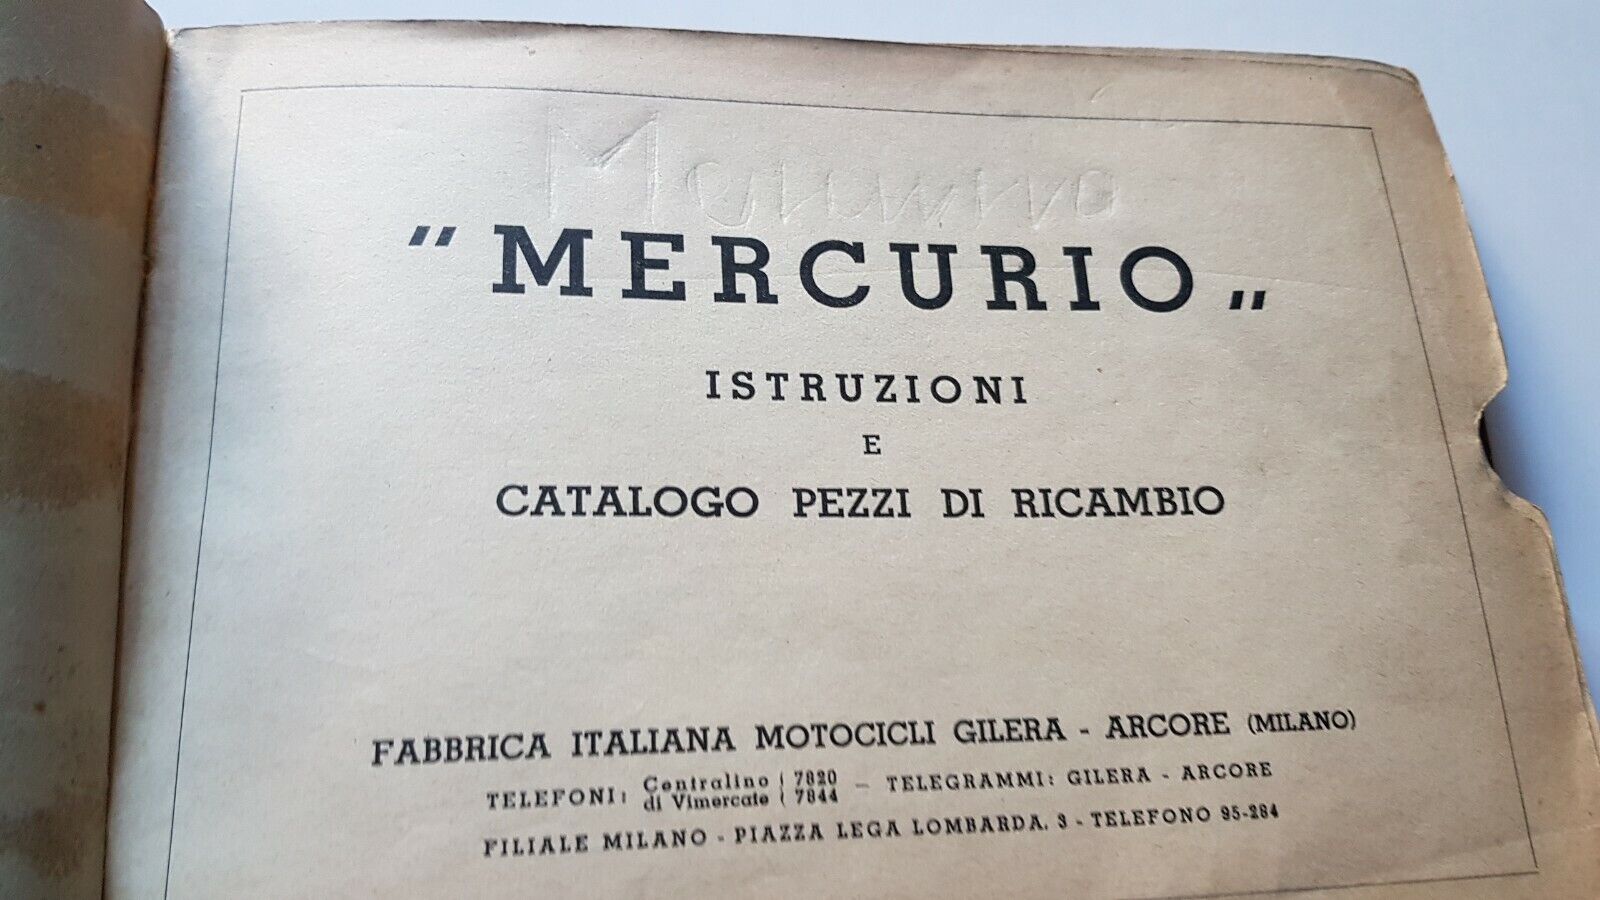 " MERCURIO „
ISTRUZIONI
E
CATALOGO PEZZI DI RICAMBIO
FABBRICA ITALIANA MOTOCICLI GILERA - ARCORE (MILANO)
TELEFONI: Centralino di Vimercate ( 7820 7844 — TELEGRAMMI: GILERA - ARCORE
FILIALE MILANO - PIAZZA LEGA LOMBARDA, 3 - TELEFONO 95-284